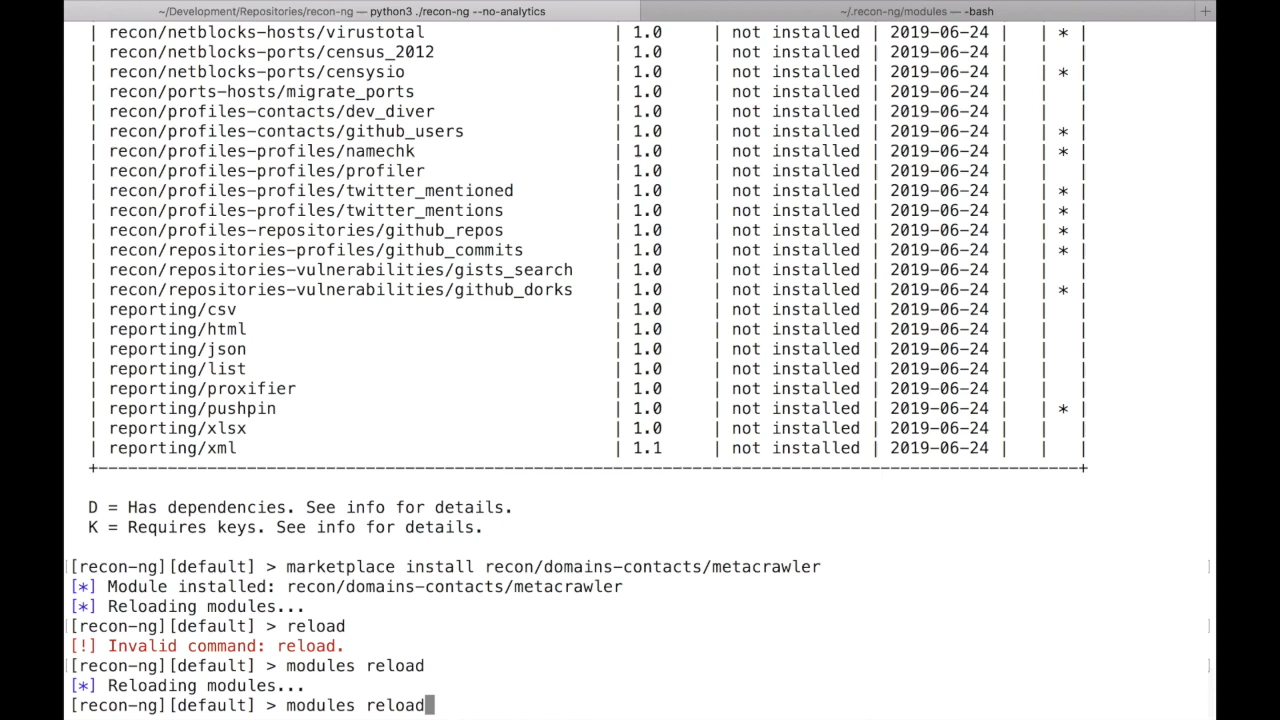 ~/Development/Repositories/recon-ng — python3 ./recon-ng --no-analytics
~/.recon-ng/modules — -bash
+
| recon/netblocks-hosts/virustotal | 1.0 | not installed | 2019-06-24 | | * |
| recon/netblocks-ports/census_2012 | 1.0 | not installed | 2019-06-24 | | |
| recon/netblocks-ports/censysio | 1.0 | not installed | 2019-06-24 | | * |
| recon/ports-hosts/migrate_ports | 1.0 | not installed | 2019-06-24 | | |
| recon/profiles-contacts/dev_diver | 1.0 | not installed | 2019-06-24 | | |
| recon/profiles-contacts/github_users | 1.0 | not installed | 2019-06-24 | | * |
| recon/profiles-profiles/namechk | 1.0 | not installed | 2019-06-24 | | * |
| recon/profiles-profiles/profiler | 1.0 | not installed | 2019-06-24 | | |
| recon/profiles-profiles/twitter_mentioned | 1.0 | not installed | 2019-06-24 | | * |
| recon/profiles-profiles/twitter_mentions | 1.0 | not installed | 2019-06-24 | | * |
| recon/profiles-repositories/github_repos | 1.0 | not installed | 2019-06-24 | | * |
| recon/repositories-profiles/github_commits | 1.0 | not installed | 2019-06-24 | | * |
| recon/repositories-vulnerabilities/gists_search | 1.0 | not installed | 2019-06-24 | | |
| recon/repositories-vulnerabilities/github_dorks | 1.0 | not installed | 2019-06-24 | | * |
| reporting/csv | 1.0 | not installed | 2019-06-24 | | |
| reporting/html | 1.0 | not installed | 2019-06-24 | | |
| reporting/json | 1.0 | not installed | 2019-06-24 | | |
| reporting/list | 1.0 | not installed | 2019-06-24 | | |
| reporting/proxifier | 1.0 | not installed | 2019-06-24 | | |
| reporting/pushpin | 1.0 | not installed | 2019-06-24 | | * |
| reporting/xlsx | 1.0 | not installed | 2019-06-24 | | |
| reporting/xml | 1.1 | not installed | 2019-06-24 | | |
+---------------------------------------------------------------------------------------------------+
D = Has dependencies. See info for details.
K = Requires keys. See info for details.
[recon-ng][default] > marketplace install recon/domains-contacts/metacrawler
[*] Module installed: recon/domains-contacts/metacrawler
[*] Reloading modules...
[recon-ng][default] > reload
[!] Invalid command: reload.
[recon-ng][default] > modules reload
[*] Reloading modules...
[recon-ng][default] > modules reload